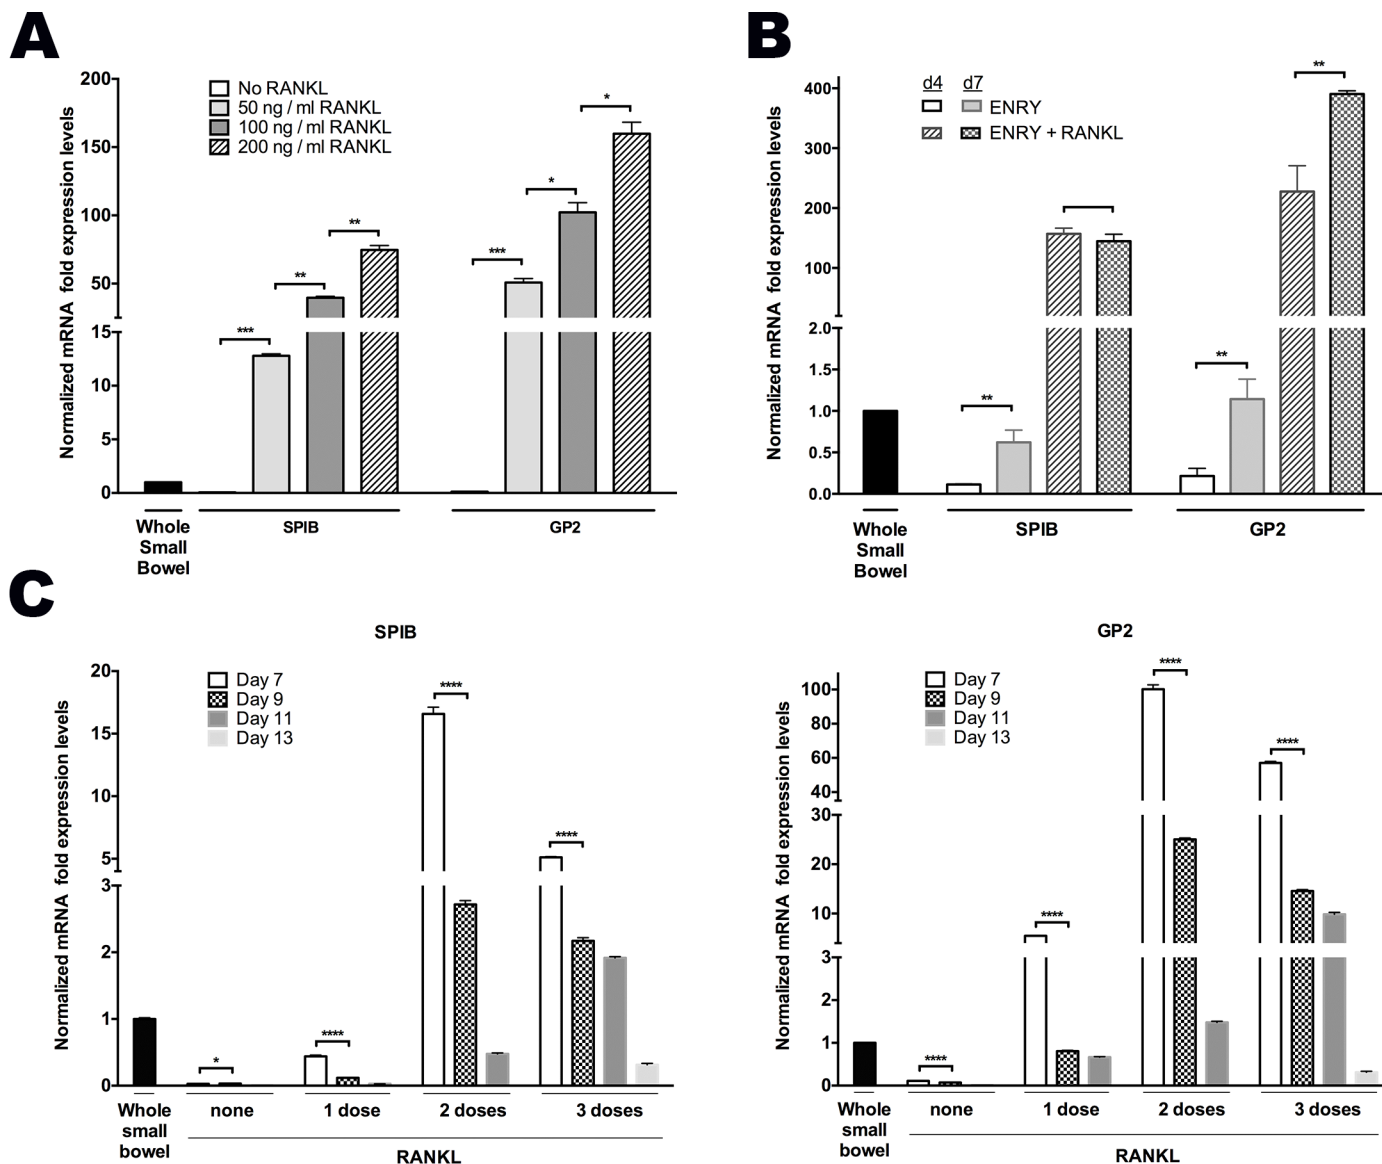 A
Normalized mRNA fold expression levels
200
150
100
50
15
10
5
0
No RANKL
50 ng / ml RANKL
100 ng / ml RANKL
200 ng / ml RANKL
***
**
**
***
*
*
Whole
Small
Bowel
SPIB
GP2
B
Normalized mRNA fold expression levels
400
300
200
100
2.0
1.5
1.0
0.5
0.0
d4 d7
ENRY
ENRY + RANKL
**
**
**
Whole
Small
Bowel
SPIB
GP2
C
SPIB
Normalized mRNA fold expression levels
20
15
10
5
3
2
1
0
Day 7
Day 9
Day 11
Day 13
*
****
****
****
Whole
small
bowel
none
1 dose
2 doses
3 doses
RANKL
GP2
Normalized mRNA fold expression levels
100
80
60
40
30
20
10
3
2
1
0
Day 7
Day 9
Day 11
Day 13
****
****
****
****
Whole
small
bowel
none
1 dose
2 doses
3 doses
RANKL